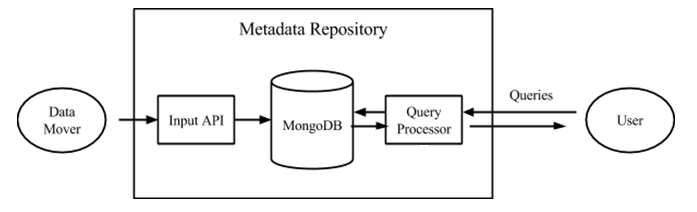 Metadata Repository
Data
Mover
Input API
MongoDB
Query
Processor
Queries
User